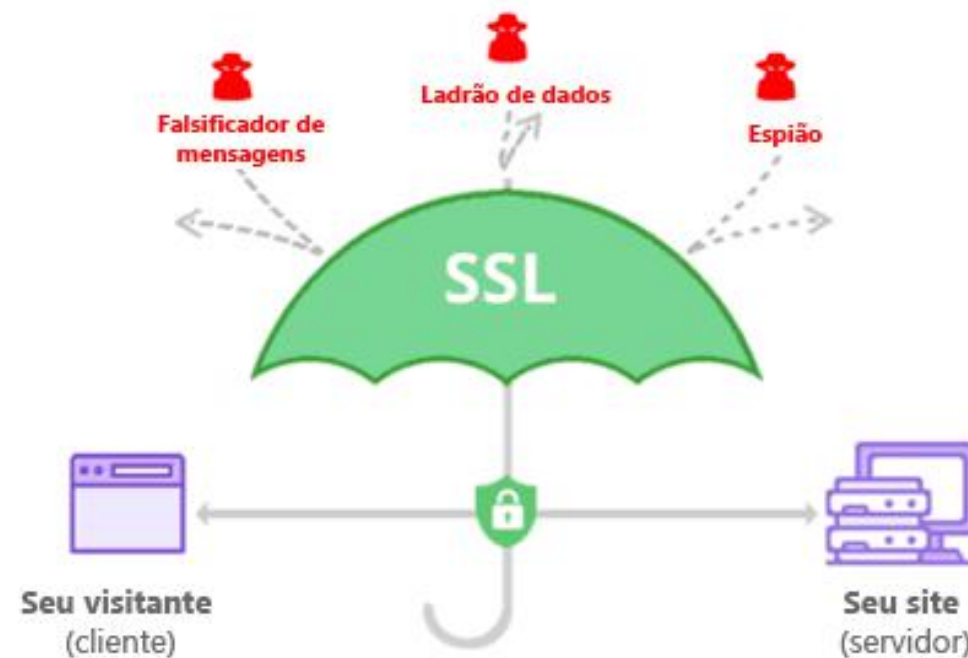 Ladrão de dados
Falsificador de
mensagens
Espião
SSL
Seu visitante
(cliente)
Seu site
(servidor)